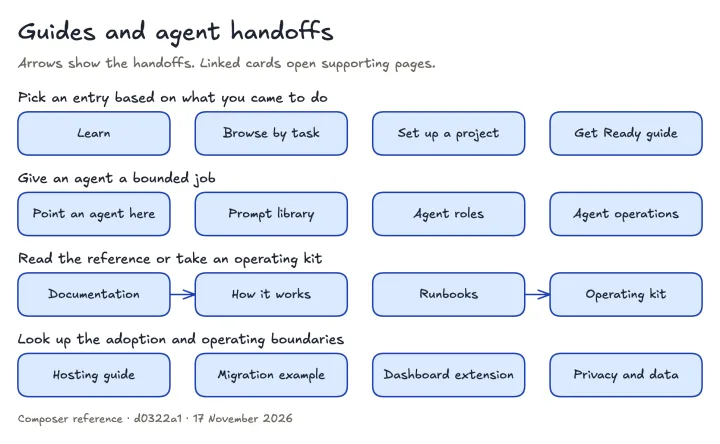 Guides and agent handoffs
Arrows show the handoffs. Linked cards open supporting pages.
Pick an entry based on what you came to do
Learn
Browse by task
Set up a project
Get Ready guide
Give an agent a bounded job
Point an agent here
Prompt library
Agent roles
Agent operations
Read the reference or take an operating kit
Documentation
How it works
Runbooks
Operating kit
Look up the adoption and operating boundaries
Hosting guide
Migration example
Dashboard extension
Privacy and data
Composer reference · d0322a1 · 17 November 2026